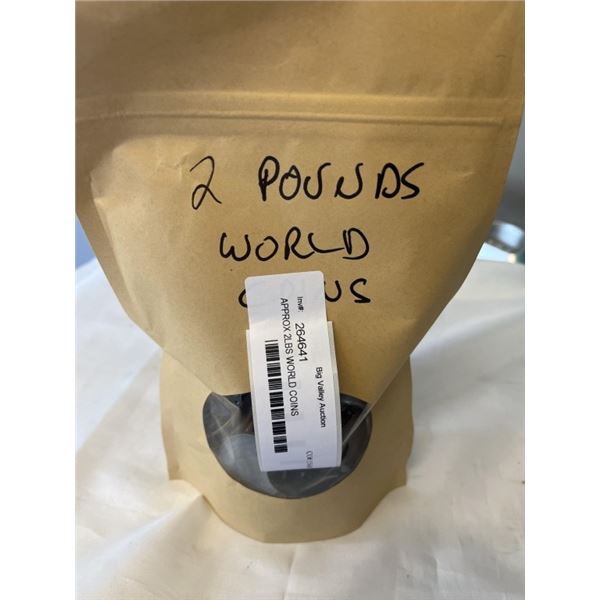 2 POUNDS
WORLD
Big Valley Auction
Inv#: 264641
APPROX 2LBS WORLD COINS